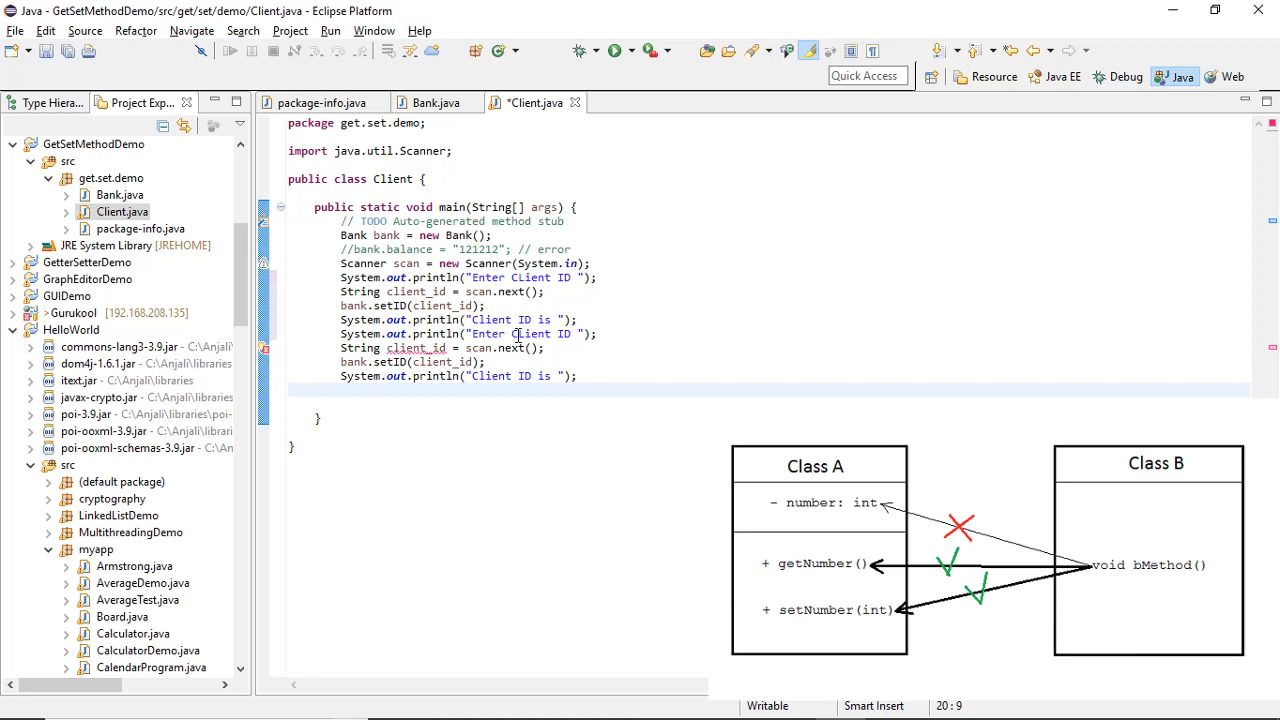 Java - GetSetMethodDemo/src/get/set/demo/Client.java - Eclipse Platform
File Edit Source Refactor Navigate Search Project Run Window Help
Quick Access Resource Java EE Debug Java Web
Type Hierar... Project Exp... package-info.java Bank.java *Client.java
GetSetMethodDemo
src
get.set.demo
Bank.java
Client.java
package-info.java
JRE System Library [JREHOME]
GetterSetterDemo
GraphEditorDemo
GUIDemo
>Gurukool [192.168.208.135]
HelloWorld
commons-lang3-3.9.jar - C:\Anjali
dom4j-1.6.1.jar - C:\Anjali\librarie
itext.jar - C:\Anjali\libraries
javax-crypto.jar - C:\Anjali\librarie
poi-3.9.jar - C:\Anjali\libraries\poi-
poi-ooxml-3.9.jar - C:\Anjali\librar
poi-ooxml-schemas-3.9.jar - C:\An
src
(default package)
cryptography
LinkedListDemo
MultithreadingDemo
myapp
Armstrong.java
AverageDemo.java
AverageTest.java
Board.java
Calculator.java
CalculatorDemo.java
CalendarProgram.java
package get.set.demo;
import java.util.Scanner;
public class Client {
public static void main(String[] args) {
// TODO Auto-generated method stub
Bank bank = new Bank();
//bank.balance = "121212"; // error
Scanner scan = new Scanner(System.in);
System.out.println("Enter CLient ID ");
String client_id = scan.next();
bank.setID(client_id);
System.out.println("Client ID is ");
System.out.println("Enter Client ID ");
String client_id = scan.next();
bank.setID(client_id);
System.out.println("Client ID is ");
}
}
Class A
- number: int
+ getNumber()
+ setNumber(int)
Class B
void bMethod()
Writable Smart Insert 20 : 9